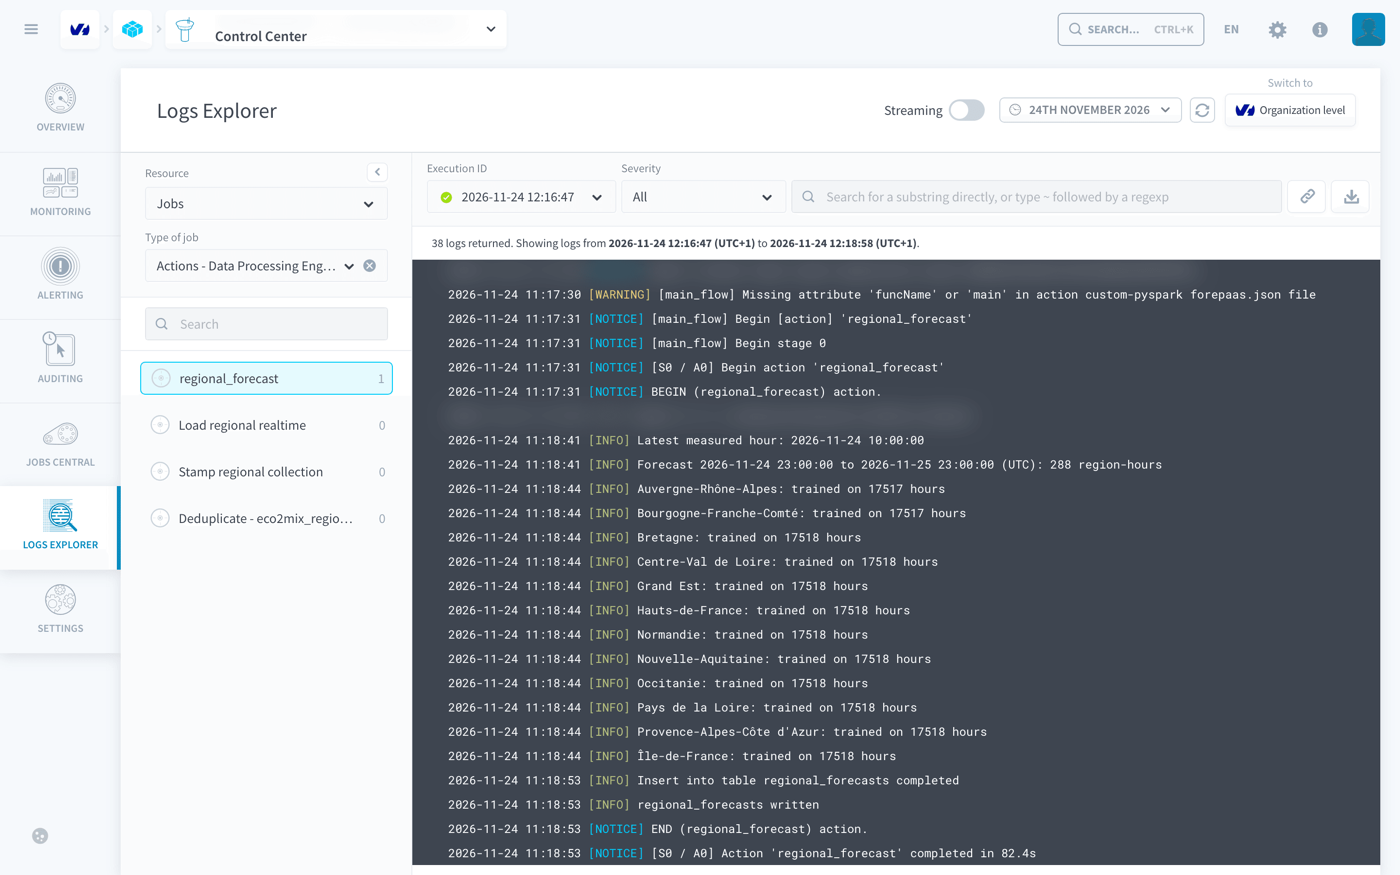 Control Center
SEARCH... CTRL+K
EN
OVERVIEW
MONITORING
ALERTING
AUDITING
JOBS CENTRAL
LOGS EXPLORER
SETTINGS
Logs Explorer
Streaming
24TH NOVEMBER 2026
Switch to
Organization level
Resource
Jobs
Type of job
Actions - Data Processing Eng...
Search
regional_forecast 1
Load regional realtime 0
Stamp regional collection 0
Deduplicate - eco2mix_regio... 0
Execution ID
2026-11-24 12:16:47
Severity
All
Search for a substring directly, or type ~ followed by a regexp
38 logs returned. Showing logs from 2026-11-24 12:16:47 (UTC+1) to 2026-11-24 12:18:58 (UTC+1).
2026-11-24 11:17:30 [WARNING] [main_flow] Missing attribute 'funcName' or 'main' in action custom-pyspark forepaas.json file
2026-11-24 11:17:31 [NOTICE] [main_flow] Begin [action] 'regional_forecast'
2026-11-24 11:17:31 [NOTICE] [main_flow] Begin stage 0
2026-11-24 11:17:31 [NOTICE] [S0 / A0] Begin action 'regional_forecast'
2026-11-24 11:17:31 [NOTICE] BEGIN (regional_forecast) action.
2026-11-24 11:18:41 [INFO] Latest measured hour: 2026-11-24 10:00:00
2026-11-24 11:18:41 [INFO] Forecast 2026-11-24 23:00:00 to 2026-11-25 23:00:00 (UTC): 288 region-hours
2026-11-24 11:18:44 [INFO] Auvergne-Rhône-Alpes: trained on 17517 hours
2026-11-24 11:18:44 [INFO] Bourgogne-Franche-Comté: trained on 17517 hours
2026-11-24 11:18:44 [INFO] Bretagne: trained on 17518 hours
2026-11-24 11:18:44 [INFO] Centre-Val de Loire: trained on 17518 hours
2026-11-24 11:18:44 [INFO] Grand Est: trained on 17518 hours
2026-11-24 11:18:44 [INFO] Hauts-de-France: trained on 17518 hours
2026-11-24 11:18:44 [INFO] Normandie: trained on 17518 hours
2026-11-24 11:18:44 [INFO] Nouvelle-Aquitaine: trained on 17518 hours
2026-11-24 11:18:44 [INFO] Occitanie: trained on 17518 hours
2026-11-24 11:18:44 [INFO] Pays de la Loire: trained on 17518 hours
2026-11-24 11:18:44 [INFO] Provence-Alpes-Côte d'Azur: trained on 17518 hours
2026-11-24 11:18:44 [INFO] Île-de-France: trained on 17518 hours
2026-11-24 11:18:53 [INFO] Insert into table regional_forecasts completed
2026-11-24 11:18:53 [INFO] regional_forecasts written
2026-11-24 11:18:53 [NOTICE] END (regional_forecast) action.
2026-11-24 11:18:53 [NOTICE] [S0 / A0] Action 'regional_forecast' completed in 82.4s